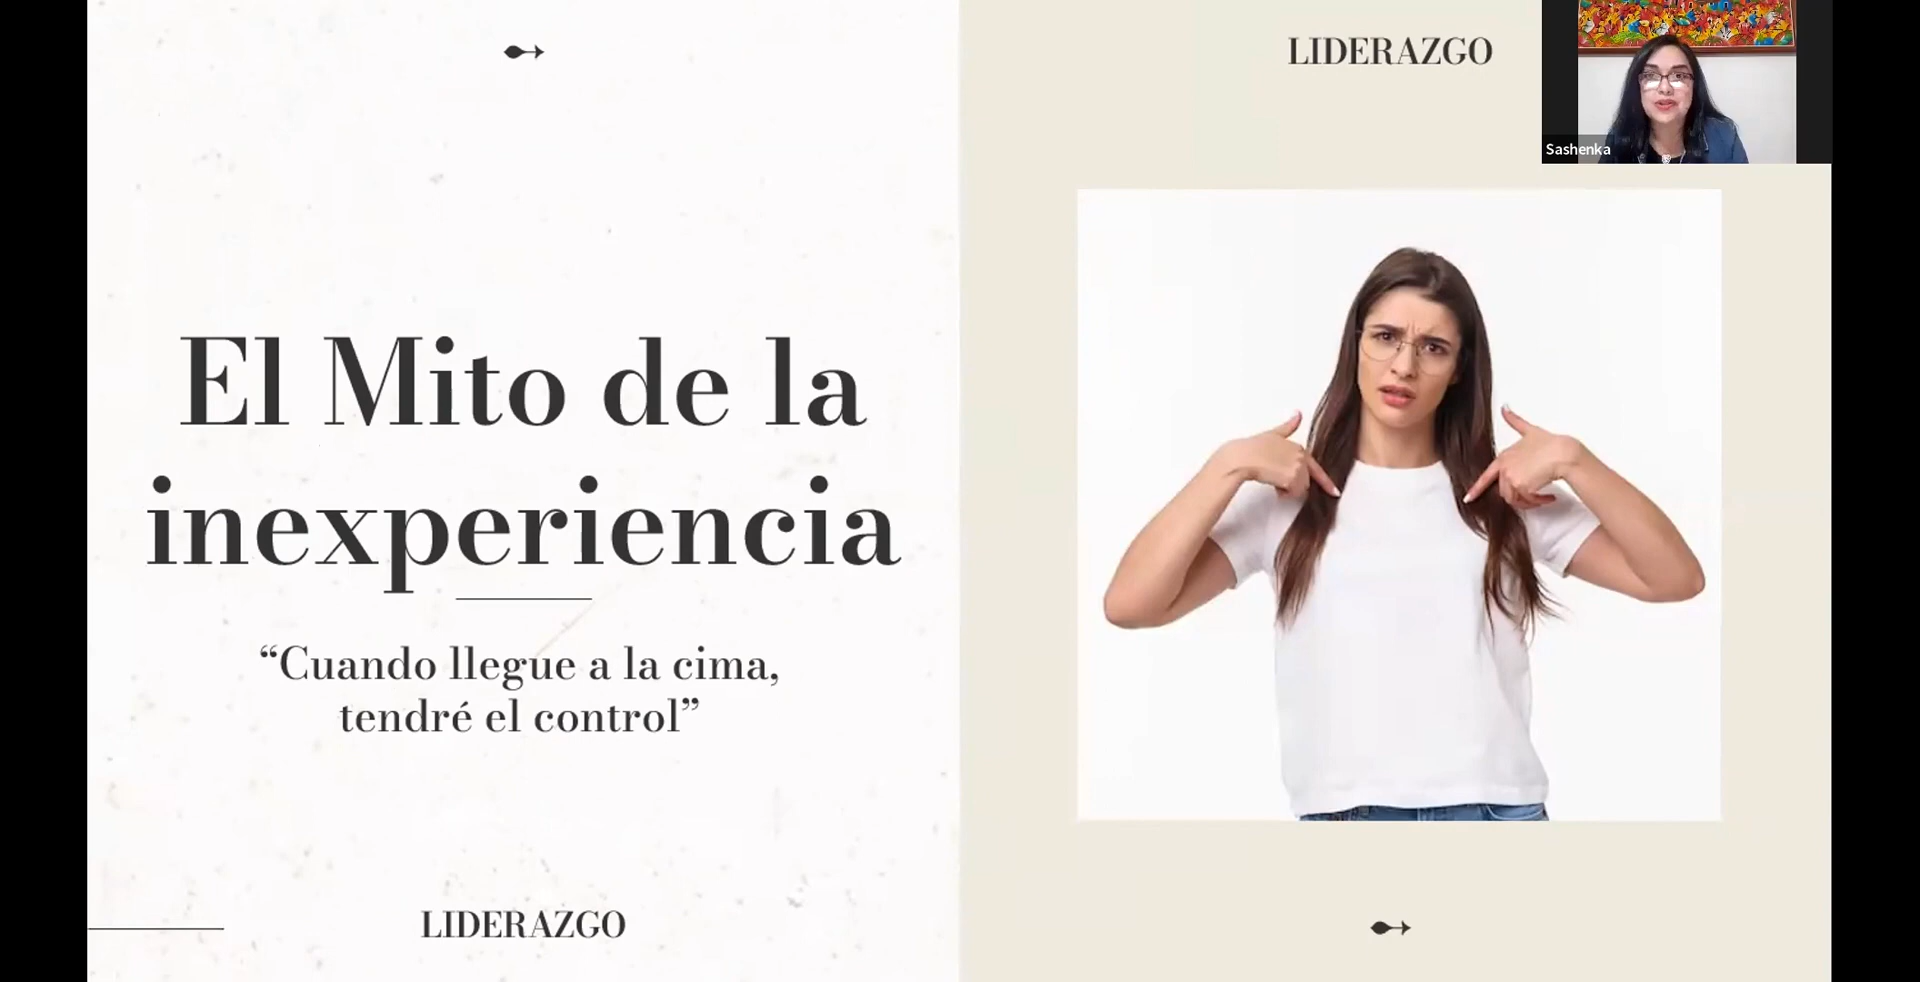 El Mito de la
inexperiencia
“Cuando llegue a la cima,
tendré el control”
LIDERAZGO
LIDERAZGO
Sashenka